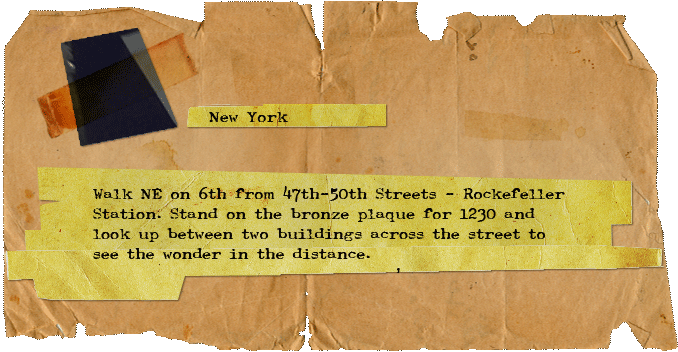 New York
Walk NE on 6th from 47th-50th Streets - Rockefeller
Station. Stand on the bronze plaque for 1230 and
look up between two buildings across the street to
see the wonder in the distance.